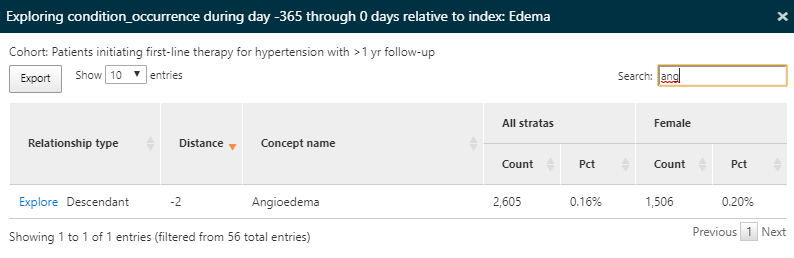 Exploring condition_occurrence during day -365 through 0 days relative to index: Edema ×
Cohort: Patients initiating first-line therapy for hypertension with >1 yr follow-up
Export Show 10 entries Search: ang
All stratas Female
Relationship type Distance Concept name
Count Pct Count Pct
Explore Descendant -2 Angioedema 2,605 0.16% 1,506 0.20%
Showing 1 to 1 of 1 entries (filtered from 56 total entries) Previous 1 Next